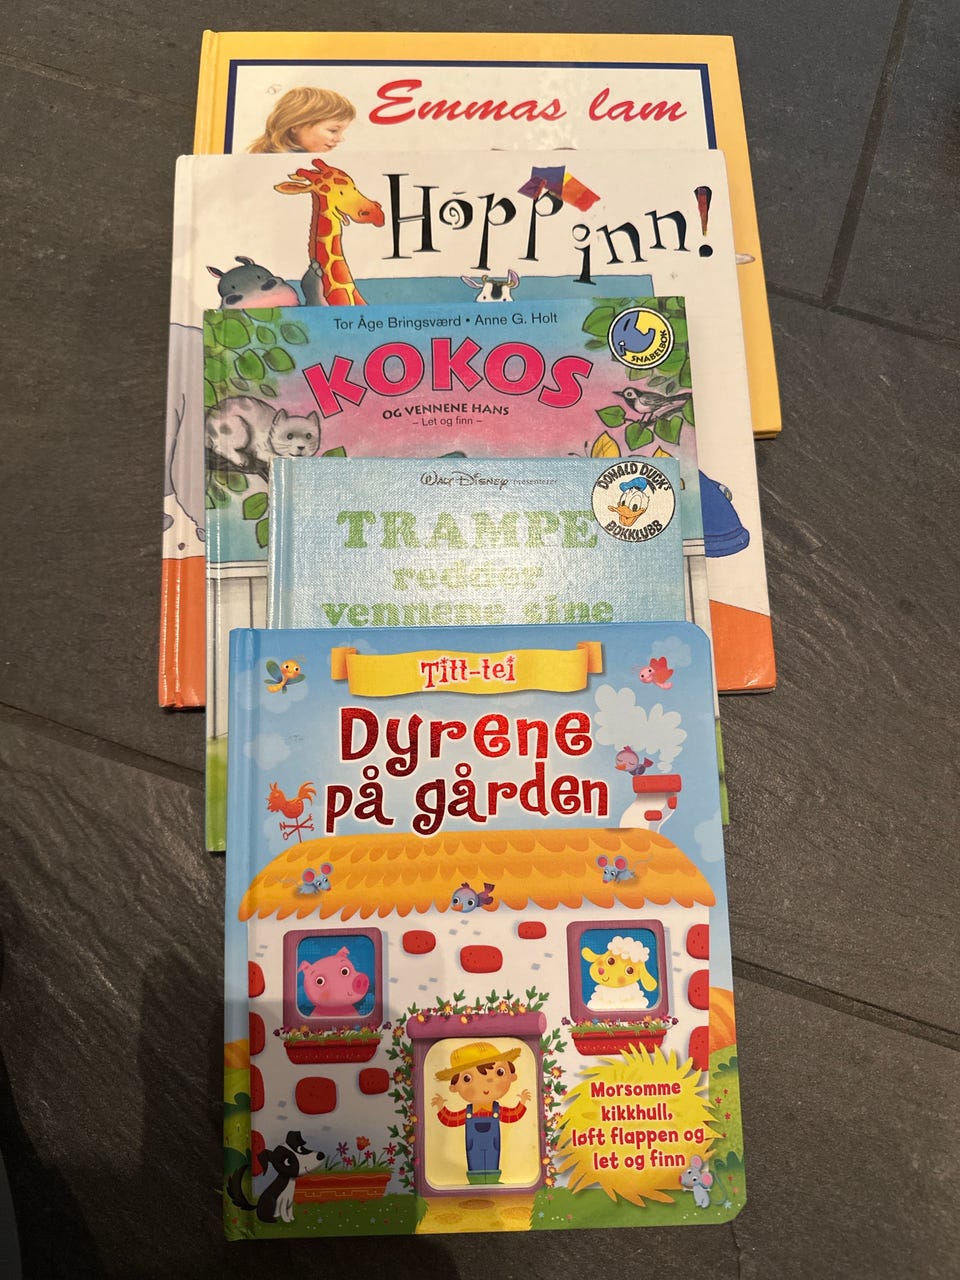 Emmas lam
Hopp inn!
Tor Åge Bringsværd • Anne G. Holt
SNABELBOK
KOKOS
OG VENNENE HANS
– Let og finn –
WALT DISNEY presenterer
DONALD DUCK's
BOKKLUBB
TRAMPE
redder
vennene sine
Titt-tei
Dyrene
på gården
Morsomme
kikkhull,
løft flappen og
let og finn